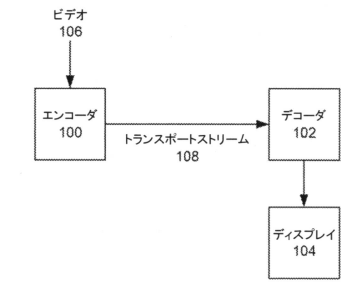 ビデオ
106
エンコーダ
100
トランスポートストリーム
108
デコーダ
102
ディスプレイ
104